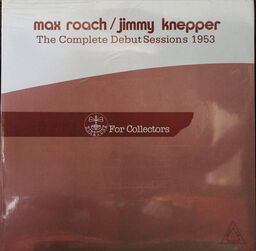 max roach/jimmy knepper
The Complete Debut Sessions 1953
For Collectors